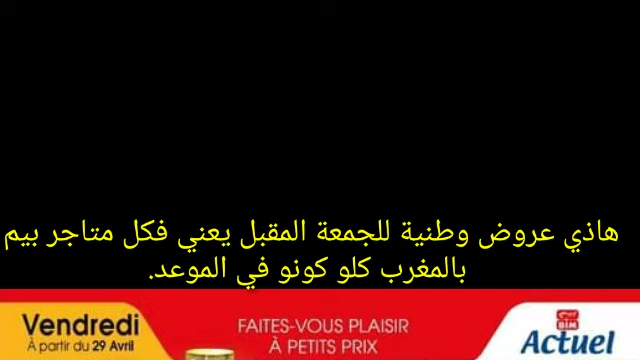 هاذي عروض وطنية للجمعة المقبل يعني فكل متاجر بيم
بالمغرب كلو كونو في الموعد.
Vendredi
À partir du 29 Avril
FAITES-VOUS PLAISIR
À PETITS PRIX
BİM
Actuel